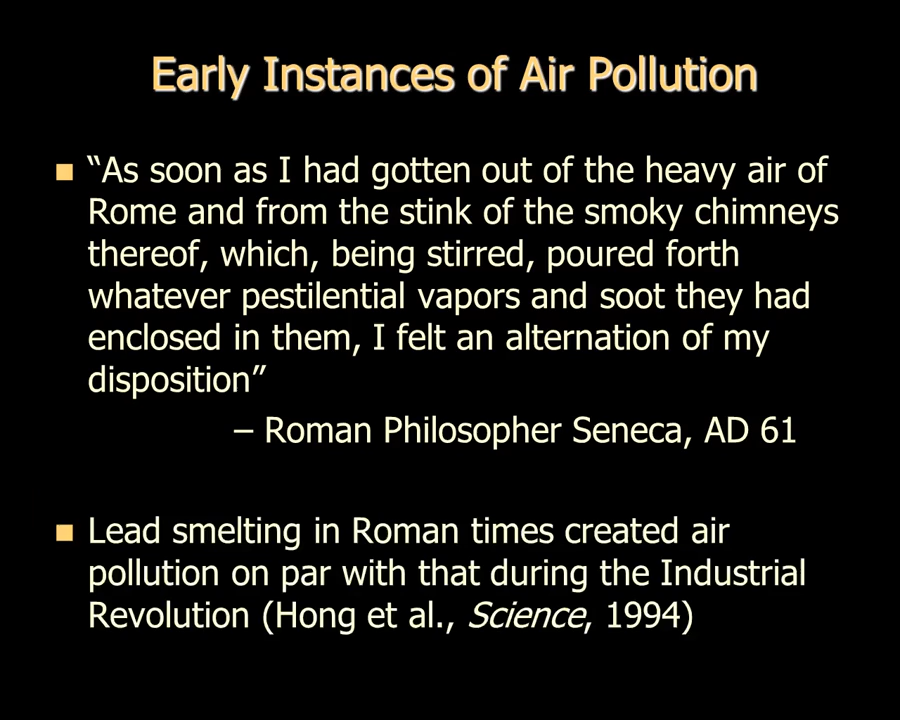 Early Instances of Air Pollution
“As soon as I had gotten out of the heavy air of
Rome and from the stink of the smoky chimneys
thereof, which, being stirred, poured forth
whatever pestilential vapors and soot they had
enclosed in them, I felt an alternation of my
disposition”
– Roman Philosopher Seneca, AD 61
Lead smelting in Roman times created air
pollution on par with that during the Industrial
Revolution (Hong et al., Science, 1994)